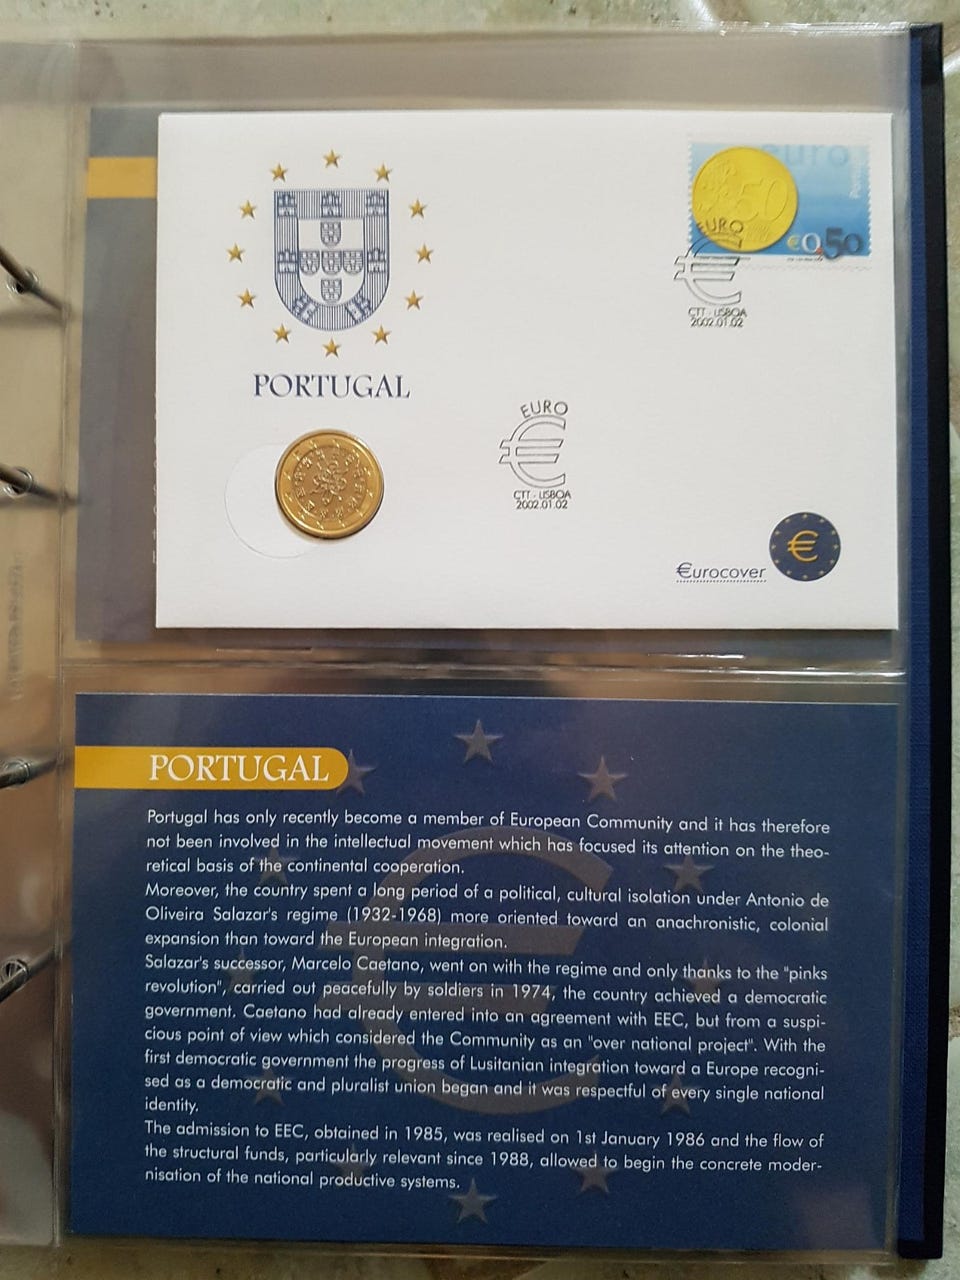 euro
Portugal
50
EURO
€0,50
CTT - LISBOA
2002.01.02
PORTUGAL
EURO
€
CTT - LISBOA
2002.01.02
€urocover
€
PORTUGAL
Portugal has only recently become a member of European Community and it has therefore
not been involved in the intellectual movement which has focused its attention on the theo-
retical basis of the continental cooperation.
Moreover, the country spent a long period of a political, cultural isolation under Antonio de
Oliveira Salazar's regime (1932-1968) more oriented toward an anachronistic, colonial
expansion than toward the European integration.
Salazar's successor, Marcelo Caetano, went on with the regime and only thanks to the "pinks
revolution", carried out peacefully by soldiers in 1974, the country achieved a democratic
government. Caetano had already entered into an agreement with EEC, but from a suspi-
cious point of view which considered the Community as an "over national project". With the
first democratic government the progress of Lusitanian integration toward a Europe recogni-
sed as a democratic and pluralist union began and it was respectful of every single national
identity.
The admission to EEC, obtained in 1985, was realised on 1st January 1986 and the flow of
the structural funds, particularly relevant since 1988, allowed to begin the concrete moder-
nisation of the national productive systems.